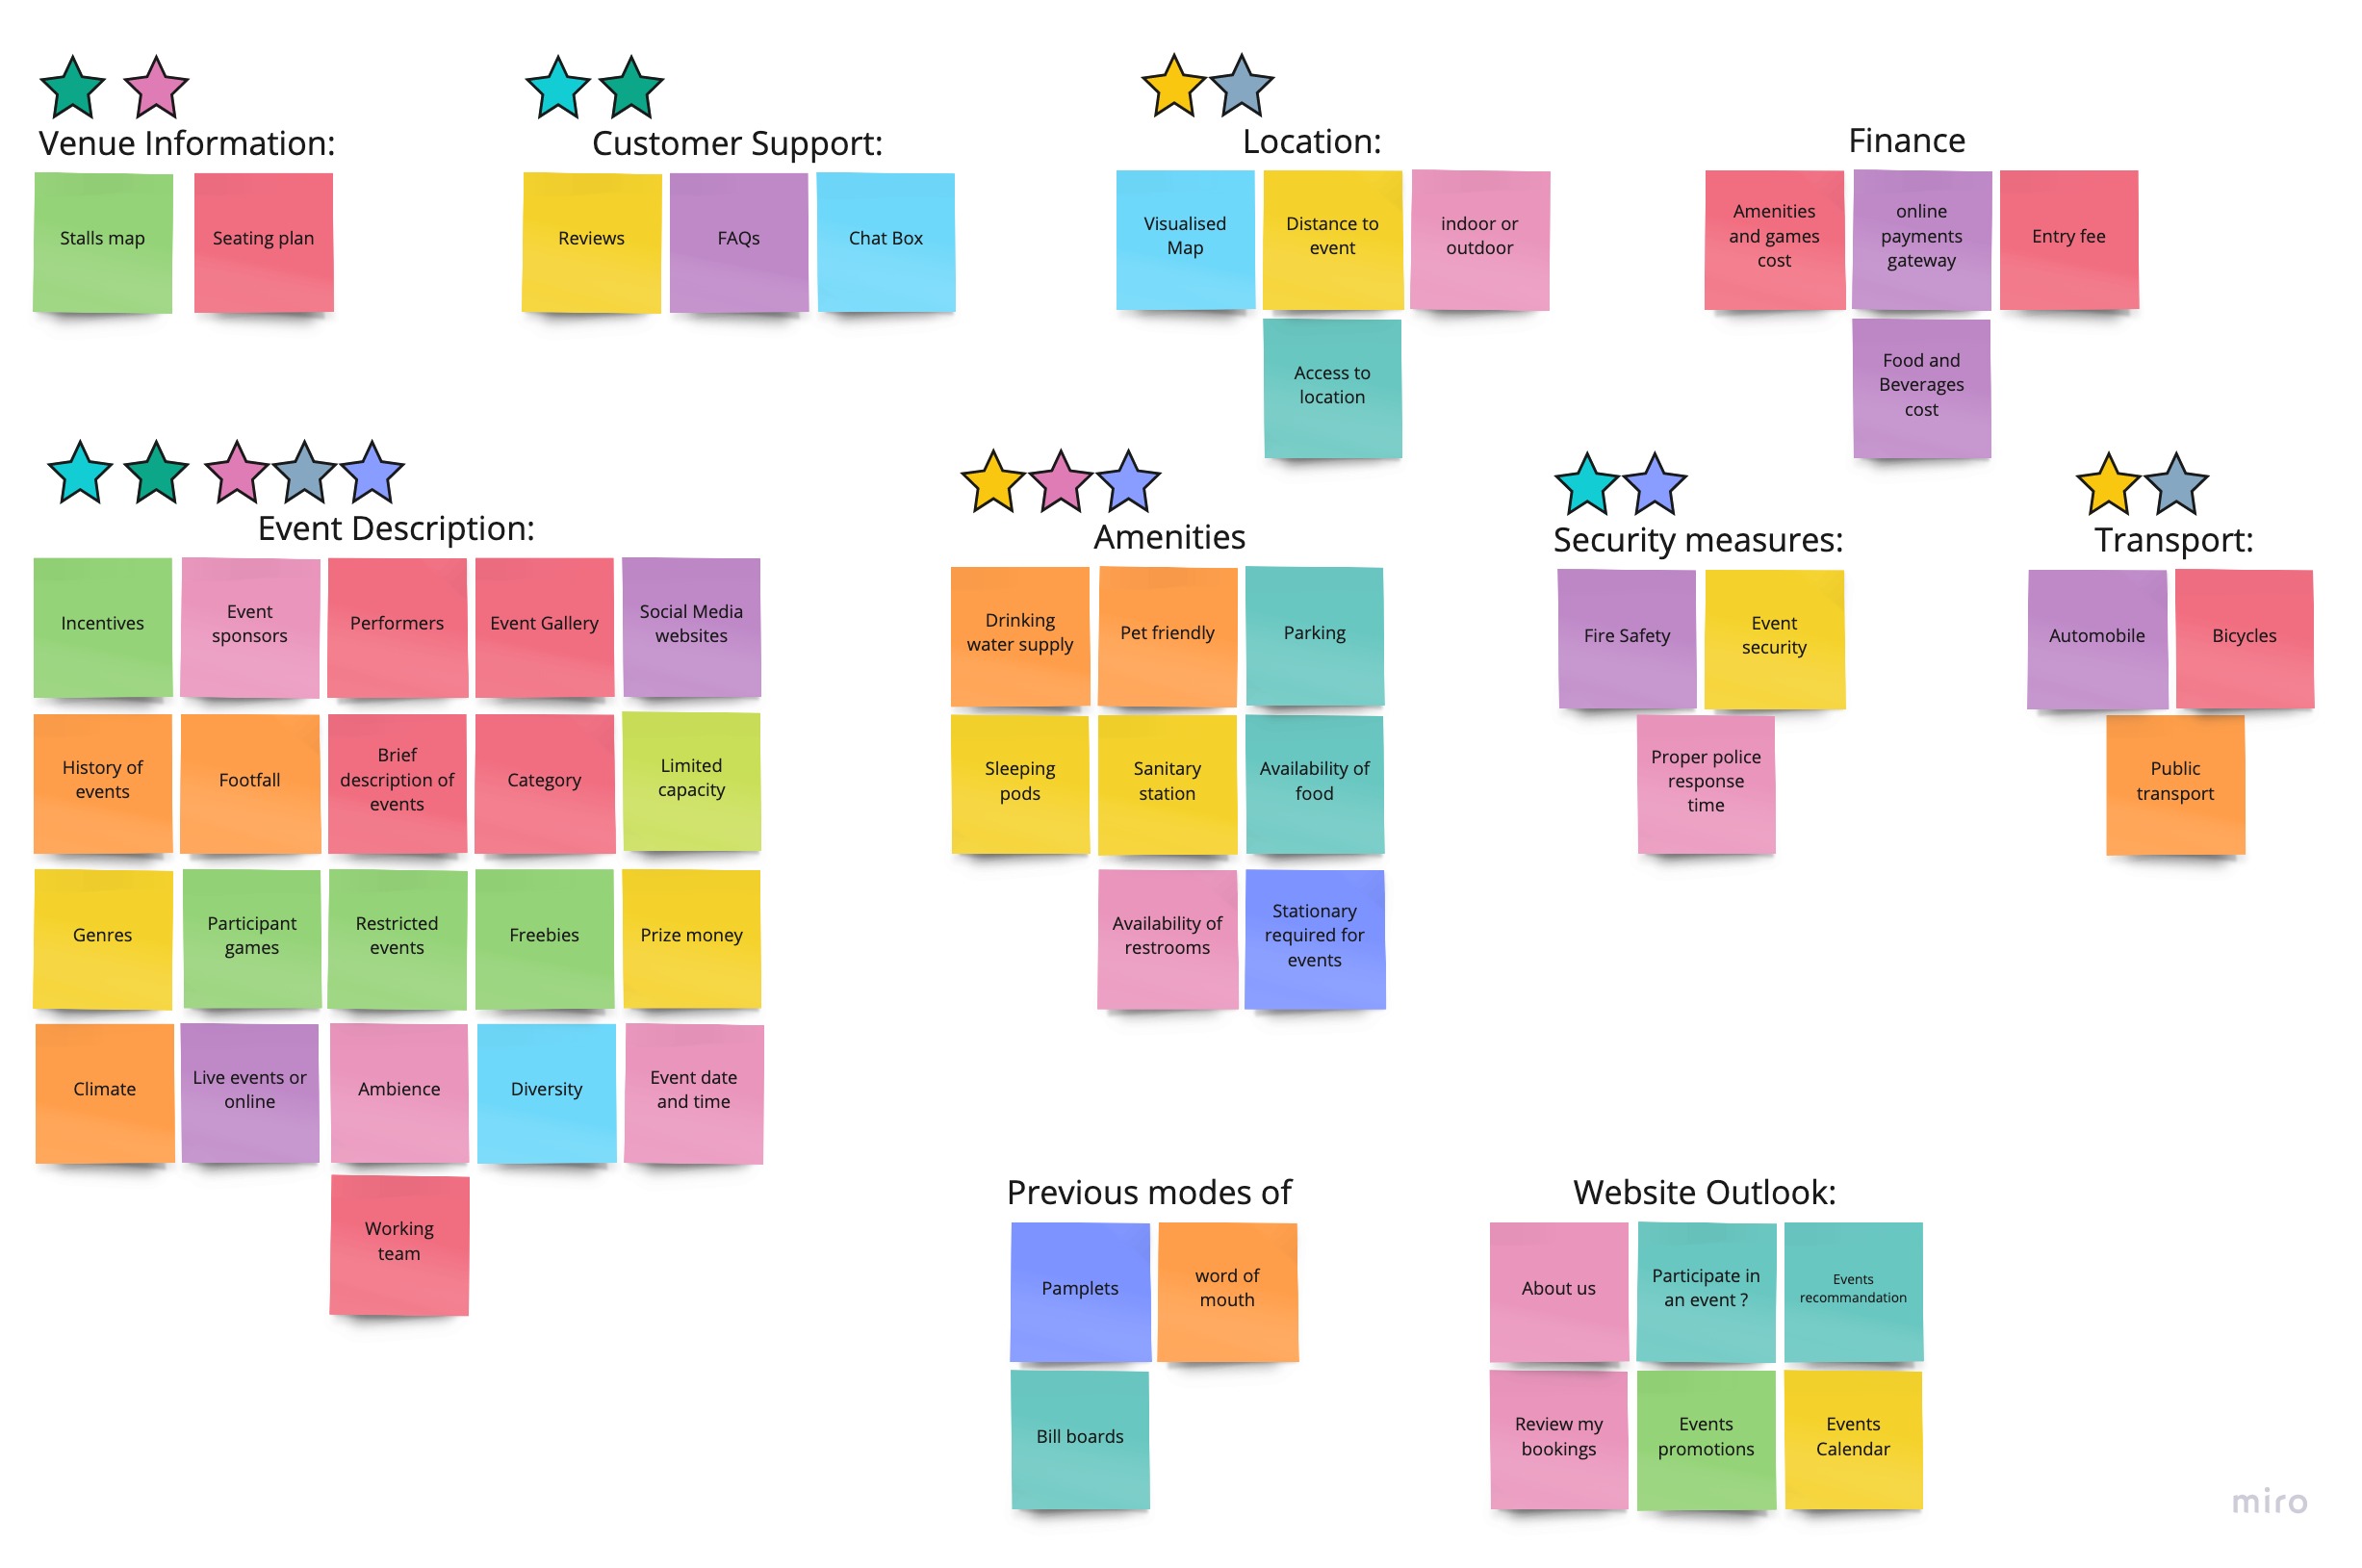 Venue Information:
Stalls map
Seating plan
Customer Support:
Reviews
FAQs
Chat Box
Location:
Visualised
Map
Distance to
event
indoor or
outdoor
Access to
location
Finance
Amenities
and games
cost
online
payments
gateway
Entry fee
Food and
Beverages
cost
Event Description:
Incentives
Event
sponsors
Performers
Event Gallery
Social Media
websites
History of
events
Footfall
Brief
description of
events
Category
Limited
capacity
Genres
Participant
games
Restricted
events
Freebies
Prize money
Climate
Live events or
online
Ambience
Diversity
Event date
and time
Working
team
Amenities
Drinking
water supply
Pet friendly
Parking
Sleeping
pods
Sanitary
station
Availability of
food
Availability of
restrooms
Stationary
required for
events
Security measures:
Fire Safety
Event
security
Proper police
response
time
Transport:
Automobile
Bicycles
Public
transport
Previous modes of
Pamplets
word of
mouth
Bill boards
Website Outlook:
About us
Participate in
an event ?
Events
recommandation
Review my
bookings
Events
promotions
Events
Calendar
miro